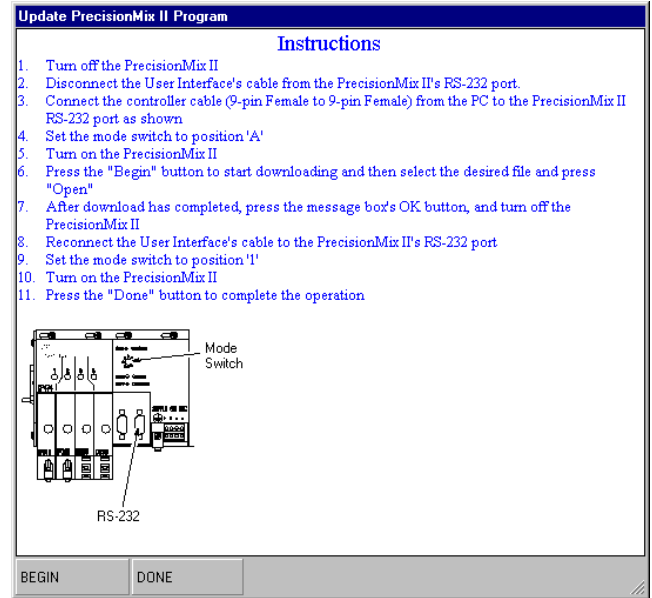 Update PrecisionMix II Program
Instructions
1. Turn off the PrecisionMix II
2. Disconnect the User Interface's cable from the PrecisionMix II's RS-232 port.
3. Connect the controller cable (9-pin Female to 9-pin Female) from the PC to the PrecisionMix II
RS-232 port as shown
4. Set the mode switch to position 'A'
5. Turn on the PrecisionMix II
6. Press the "Begin" button to start downloading and then select the desired file and press
"Open"
7. After download has completed, press the message box's OK button, and turn off the
PrecisionMix II
8. Reconnect the User Interface's cable to the PrecisionMix II's RS-232 port
9. Set the mode switch to position '1'
10. Turn on the PrecisionMix II
11. Press the "Done" button to complete the operation
Mode
Switch
RS-232
BEGIN
DONE